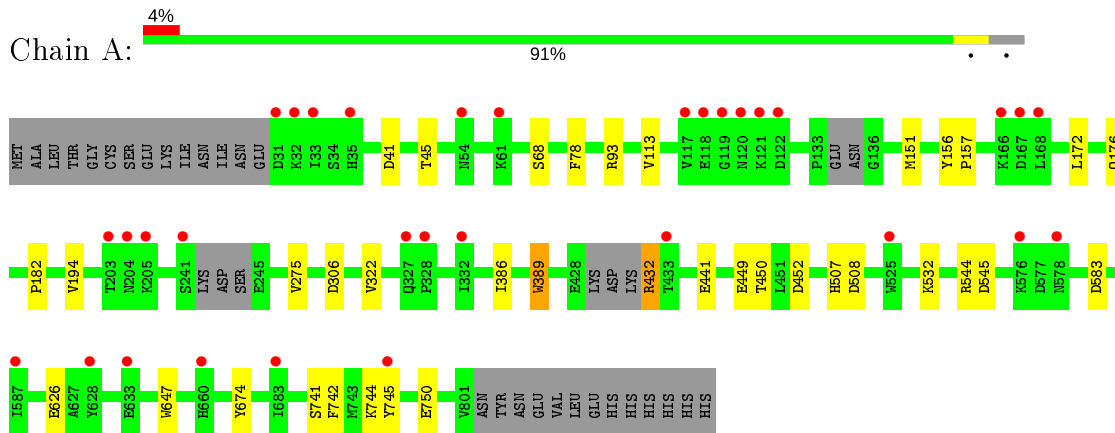 4%
Chain A:
91%
MET ALA LEU THR GLY CYS SER GLU LYS ILE ASN ILE ASN GLU D31 K32 I33 S34 H35 D41 T45 N54 K61 S68 F78 R93 V113 V117 E118 G119 N120 K121 D122 P133 GLU ASN G136 M151 Y156 P157 K166 D167 L168 L172
P182 V194 T203 N204 K205 S241 LYS ASP SER E245 V275 D306 V322 Q327 P328 I332 I386 W389 E428 LYS ASP LYS R432 T433 E441 E449 T450 L451 D452 H507 D508 W525 K532 R544 D545 K576 D577 N578 D583
I587 E626 A627 Y628 E633 W647 H660 Y674 I683 S741 F742 M743 K744 Y745 E750 V801 ASN TYR ASN GLU VAL LEU GLU HIS HIS HIS HIS HIS HIS